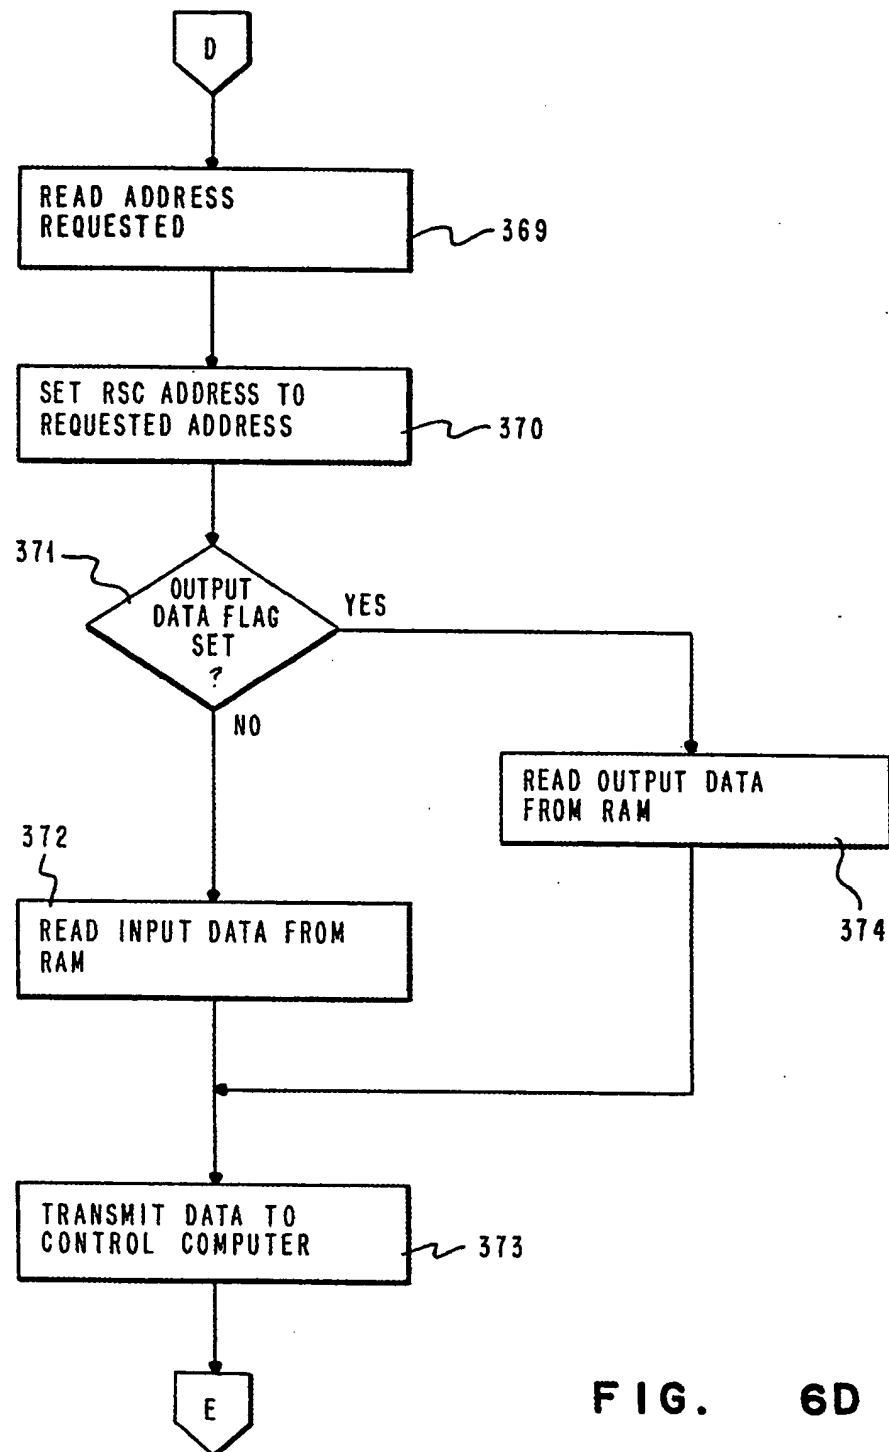 D
READ ADDRESS
REQUESTED
369
SET RSC ADDRESS TO
REQUESTED ADDRESS
370
371
OUTPUT
DATA FLAG
SET
?
YES
NO
READ OUTPUT DATA
FROM RAM
374
372
READ INPUT DATA FROM
RAM
TRANSMIT DATA TO
CONTROL COMPUTER
373
E
FIG. 6D